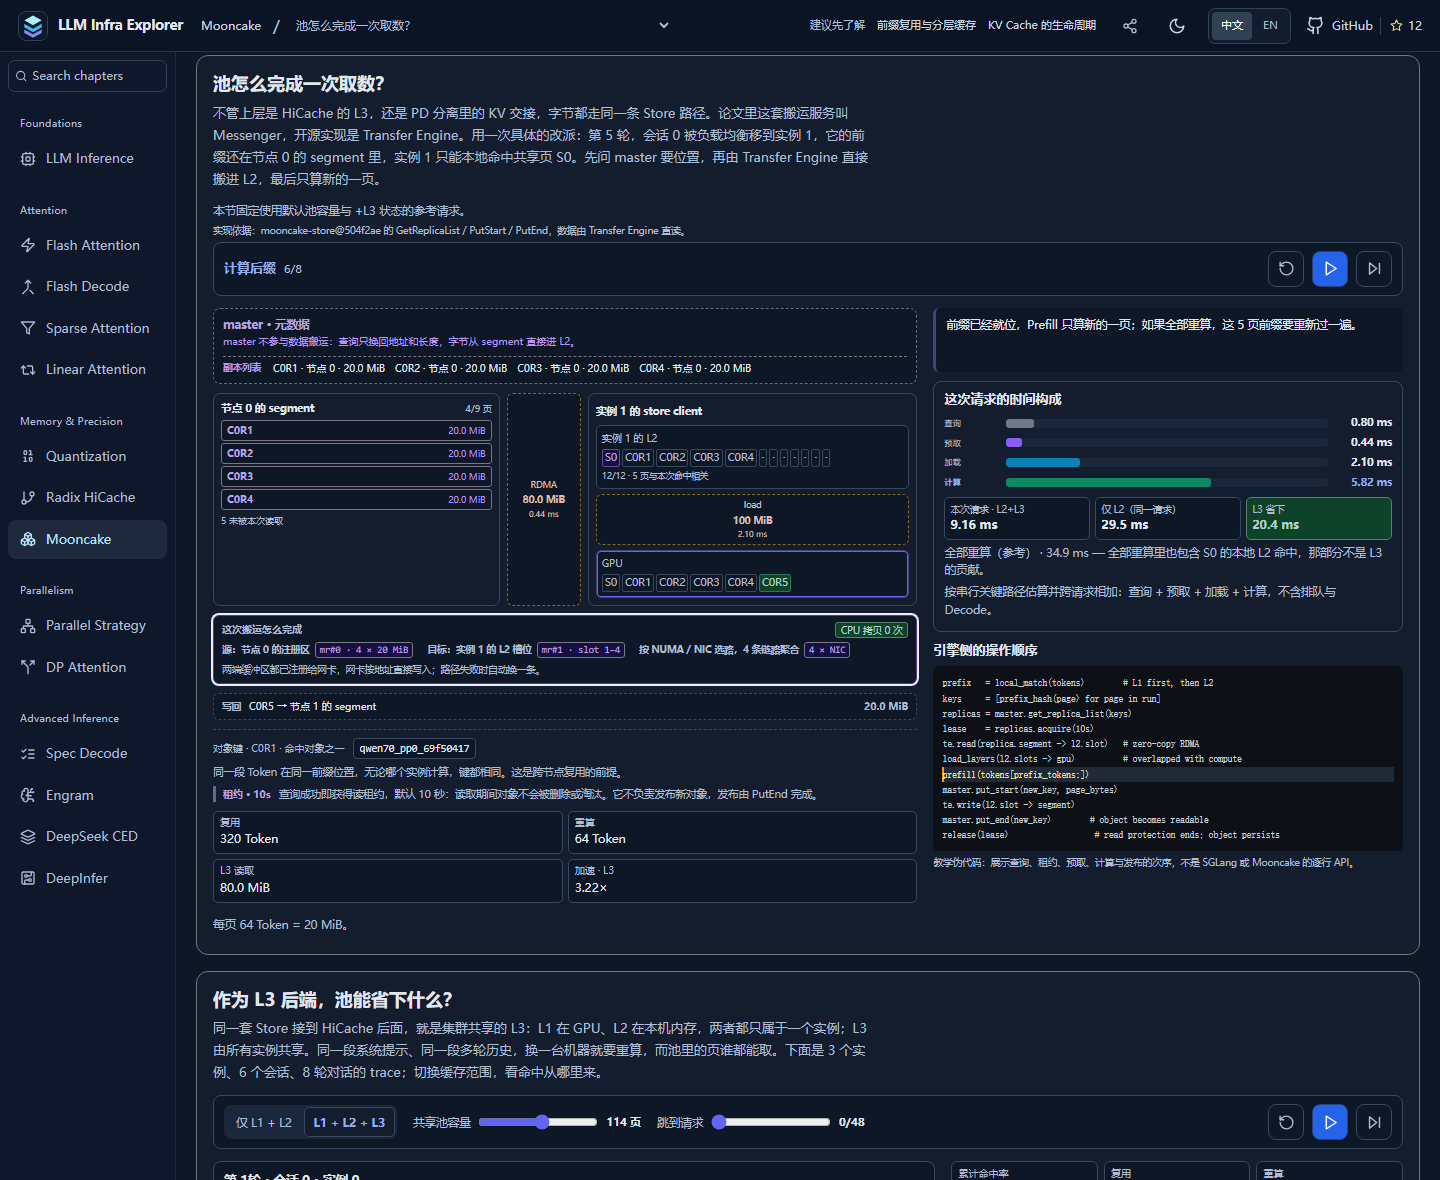 LLM Infra Explorer
Mooncake / 池怎么完成一次取数？
建议先了解 前缀复用与分层缓存 KV Cache 的生命周期
中文 EN
GitHub 12
Search chapters
Foundations
LLM Inference
Attention
Flash Attention
Flash Decode
Sparse Attention
Linear Attention
Memory & Precision
Quantization
Radix HiCache
Mooncake
Parallelism
Parallel Strategy
DP Attention
Advanced Inference
Spec Decode
Engram
DeepSeek CED
DeepInfer
池怎么完成一次取数？
不管上层是 HiCache 的 L3，还是 PD 分离里的 KV 交接，字节都走同一条 Store 路径。论文里这套搬运服务叫
Messenger，开源实现是 Transfer Engine。用一次具体的改派：第 5 轮，会话 0 被负载均衡移到实例 1，它的前
缀还在节点 0 的 segment 里，实例 1 只能本地命中共享页 S0。先问 master 要位置，再由 Transfer Engine 直接
搬进 L2，最后只算新的一页。
本节固定使用默认池容量与 +L3 状态的参考请求。
实现依据：mooncake-store@504f2ae 的 GetReplicaList / PutStart / PutEnd，数据由 Transfer Engine 直读。
计算后缀 6/8
master · 元数据
master 不参与数据搬运：查询只换回地址和长度，字节从 segment 直接进 L2。
副本列表 C0R1 · 节点 0 · 20.0 MiB C0R2 · 节点 0 · 20.0 MiB C0R3 · 节点 0 · 20.0 MiB C0R4 · 节点 0 · 20.0 MiB
节点 0 的 segment 4/9 页
C0R1 20.0 MiB
C0R2 20.0 MiB
C0R3 20.0 MiB
C0R4 20.0 MiB
5 未被本次读取
RDMA
80.0 MiB
0.44 ms
实例 1 的 store client
实例 1 的 L2
S0 C0R1 C0R2 C0R3 C0R4 · · · · · · ·
12/12 · 5 页与本次命中相关
load
100 MiB
2.10 ms
GPU
S0 C0R1 C0R2 C0R3 C0R4 C0R5
这次搬运怎么完成 CPU 拷贝 0 次
源：节点 0 的注册区 mr#0 · 4 × 20 MiB 目标：实例 1 的 L2 槽位 mr#1 · slot 1–4 按 NUMA / NIC 选路，4 条链路聚合 4 × NIC
两端缓冲区都已注册给网卡，网卡按地址直接写入；路径失败时自动换一条。
写回 C0R5 → 节点 1 的 segment 20.0 MiB
对象键 · C0R1 · 命中对象之一 qwen70_pp0_69f50417
同一段 Token 在同一前缀位置，无论哪个实例计算，键都相同。这是跨节点复用的前提。
租约 · 10s 查询成功即获得读租约，默认 10 秒：读取期间对象不会被删除或淘汰。它不负责发布新对象，发布由 PutEnd 完成。
复用
320 Token
重算
64 Token
L3 读取
80.0 MiB
加速 · L3
3.22×
每页 64 Token = 20 MiB。
前缀已经就位，Prefill 只算新的一页；如果全部重算，这 5 页前缀要重新过一遍。
这次请求的时间构成
查询 0.80 ms
预取 0.44 ms
加载 2.10 ms
计算 5.82 ms
本次请求 · L2+L3
9.16 ms
仅 L2（同一请求）
29.5 ms
L3 省下
20.4 ms
全部重算（参考）· 34.9 ms — 全部重算里也包含 S0 的本地 L2 命中，那部分不是 L3
的贡献。
按串行关键路径估算并跨请求相加：查询 + 预取 + 加载 + 计算，不含排队与
Decode。
引擎侧的操作顺序
prefix = local_match(tokens) # L1 first, then L2
keys = [prefix_hash(page) for page in run]
replicas = master.get_replica_list(keys)
lease = replicas.acquire(10s)
te.read(replica.segment -> l2.slot) # zero-copy RDMA
load_layers(l2.slots -> gpu) # overlapped with compute
prefill(tokens[prefix_tokens:])
master.put_start(new_key, page_bytes)
te.write(l2.slot -> segment)
master.put_end(new_key) # object becomes readable
release(lease) # read protection ends; object persists
教学伪代码：展示查询、租约、预取、计算与发布的次序，不是 SGLang 或 Mooncake 的逐行 API。
作为 L3 后端，池能省下什么？
同一套 Store 接到 HiCache 后面，就是集群共享的 L3：L1 在 GPU、L2 在本机内存，两者都只属于一个实例；L3
由所有实例共享。同一段系统提示、同一段多轮历史，换一台机器就要重算，而池里的页谁都能取。下面是 3 个实
例、6 个会话、8 轮对话的 trace；切换缓存范围，看命中从哪里来。
仅 L1 + L2 L1 + L2 + L3 共享池容量 114 页 跳到请求 0/48
第 1轮 · 会话 0 · 实例 0
累计命中率 复用 重算